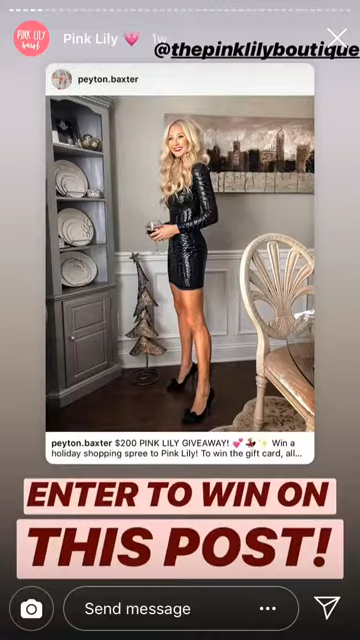 PINK LILY
Pink Lily 💗 1w
@thepinklilyboutique
peyton.baxter
peyton.baxter $200 PINK LILY GIVEAWAY! 💕💃✨ Win a
holiday shopping spree to Pink Lily! To win the gift card, all...
ENTER TO WIN ON
THIS POST!
Send message